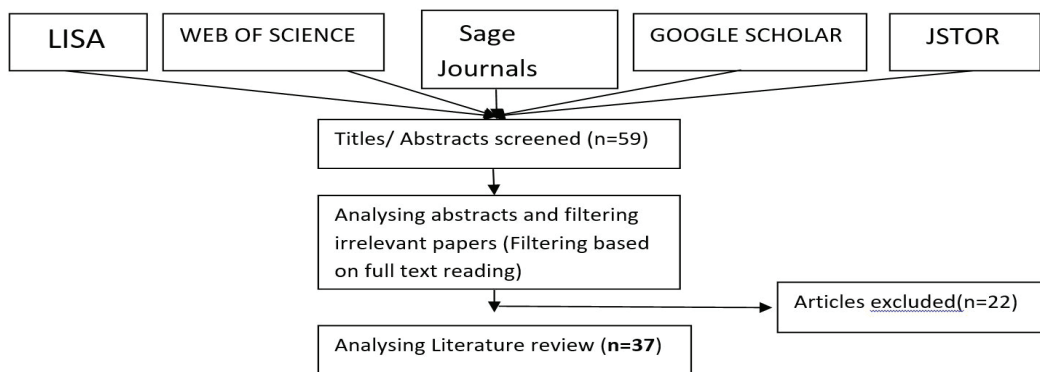 LISA
WEB OF SCIENCE
Sage
Journals
GOOGLE SCHOLAR
JSTOR
Titles/ Abstracts screened (n=59)
Analysing abstracts and filtering
irrelevant papers (Filtering based
on full text reading)
Articles excluded(n=22)
Analysing Literature review (n=37)